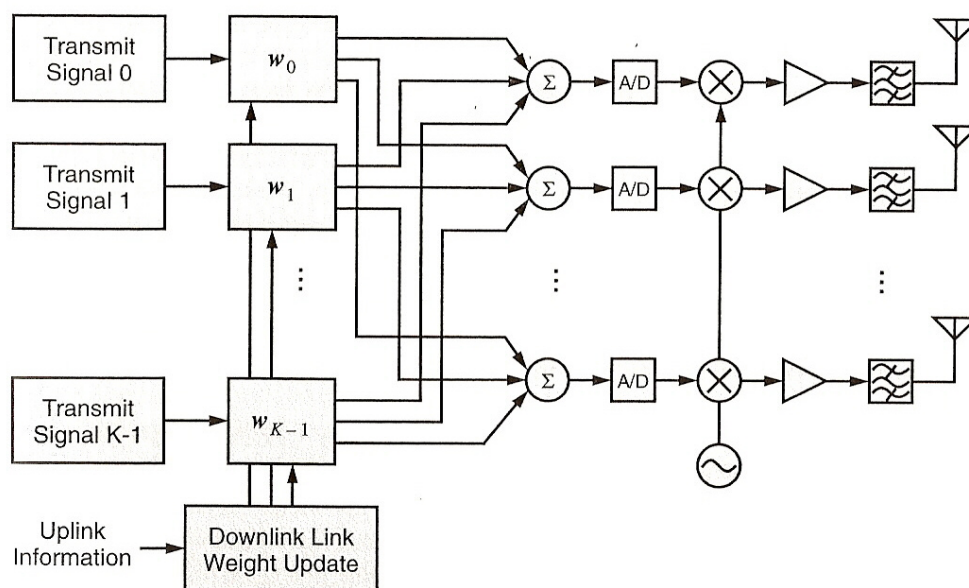 Transmit
Signal 0
w0
Σ
A/D
Transmit
Signal 1
w1
Σ
A/D
...
...
...
Transmit
Signal K-1
wK−1
Σ
A/D
Uplink
Information
Downlink Link
Weight Update